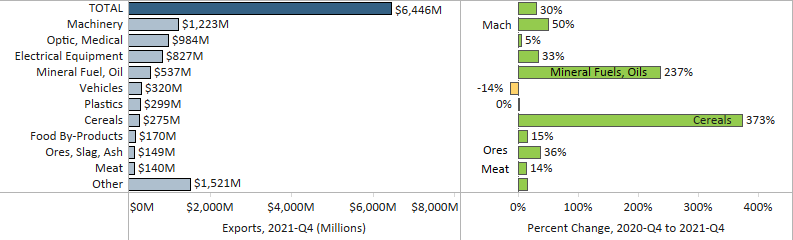 TOTAL $6,446M 30%
Machinery $1,223M Mach 50%
Optic, Medical $984M 5%
Electrical Equipment $827M 33%
Mineral Fuel, Oil $537M Mineral Fuels, Oils 237%
Vehicles $320M -14%
Plastics $299M 0%
Cereals $275M Cereals 373%
Food By-Products $170M 15%
Ores, Slag, Ash $149M Ores 36%
Meat $140M Meat 14%
Other $1,521M
$0M $2,000M $4,000M $6,000M $8,000M 0% 100% 200% 300% 400%
Exports, 2021-Q4 (Millions) Percent Change, 2020-Q4 to 2021-Q4